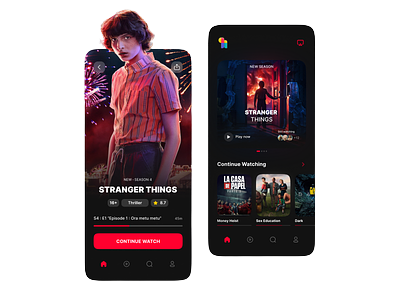 NEW - SEASON 4
STRANGER THINGS
18+
Thriller
8.7
S4 : E1 "Episode 1 : Ora metu metu"
CONTINUE WATCH
NEW SEASON
STRANGER
THINGS
Play now
Continue Watching
LA CASA
DE PAPEL
Money Heist
Sex Education
Dark